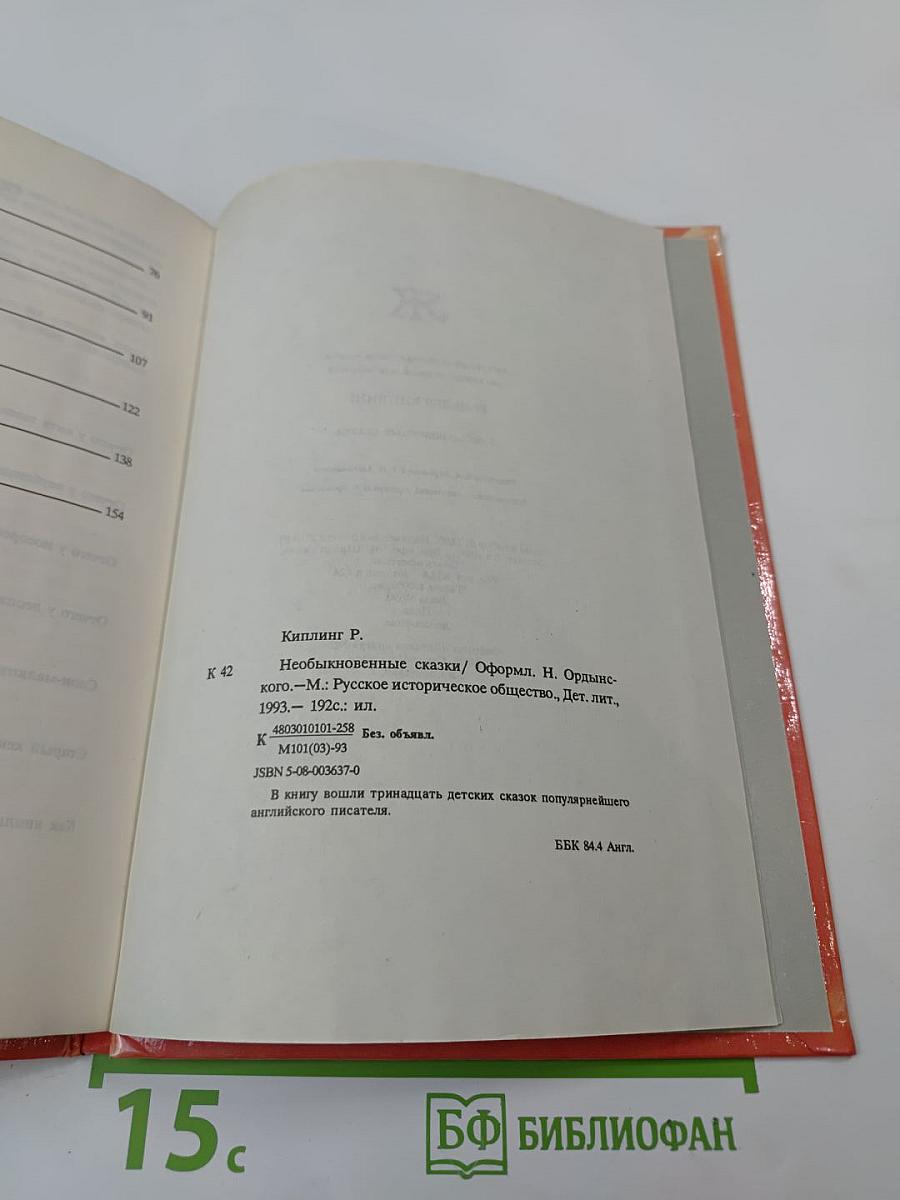 76
91
107
122
138
154
Киплинг Р.
К 42
Необыкновенные сказки/ Оформл. Н. Ордынс-
кого.—М.: Русское историческое общество., Дет. лит.,
1993.— 192с.: ил.
К 4803010101-258 Без. объявл.
М101(03)-93
JSBN 5-08-003637-0
В книгу вошли тринадцать детских сказок популярнейшего
английского писателя.
ББК 84.4 Англ.
15 с
БФ БИБЛИОФАН